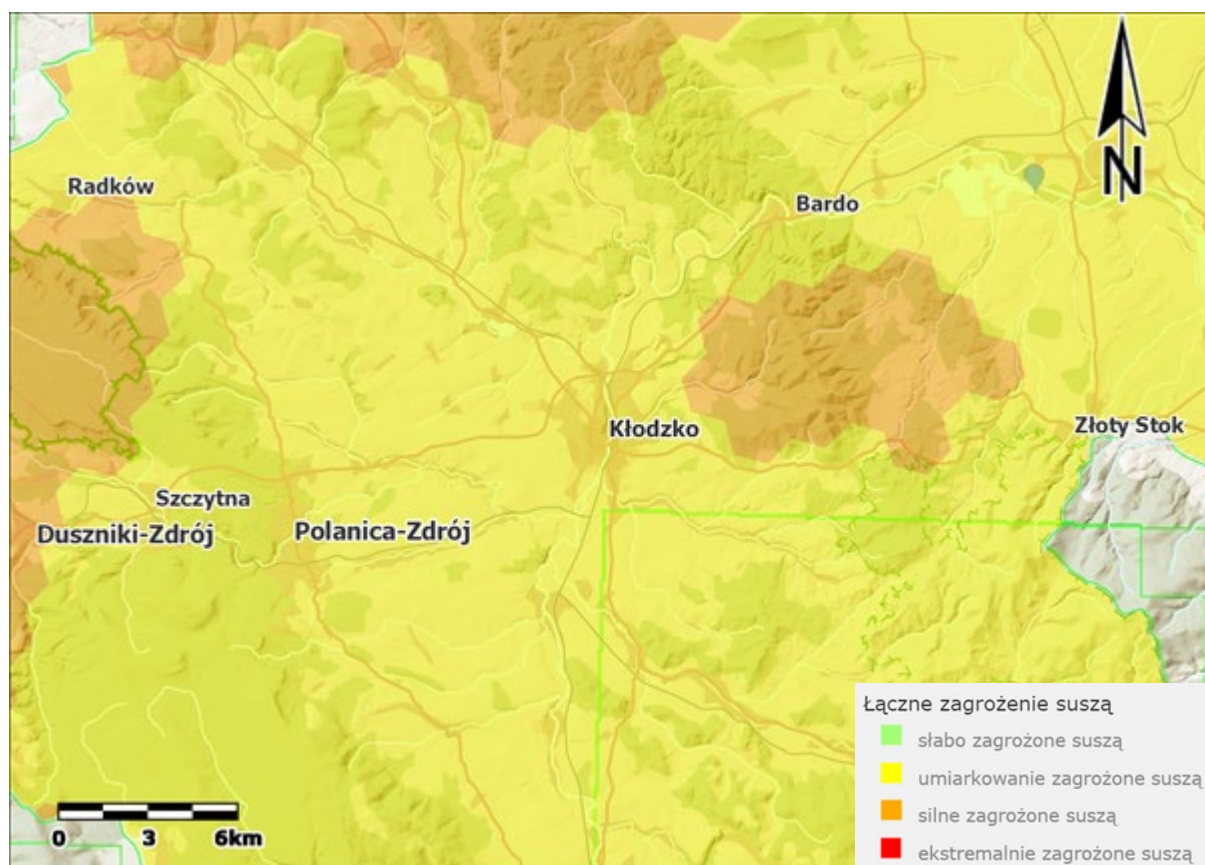 N
Radków
Bardo
Kłodzko
Złoty Stok
Szczytna
Duszniki-Zdrój
Polanica-Zdrój
Łączne zagrożenie suszą
słabo zagrożone suszą
umiarkowanie zagrożone suszą
silne zagrożone suszą
ekstremalnie zagrożone suszą
0 3 6km